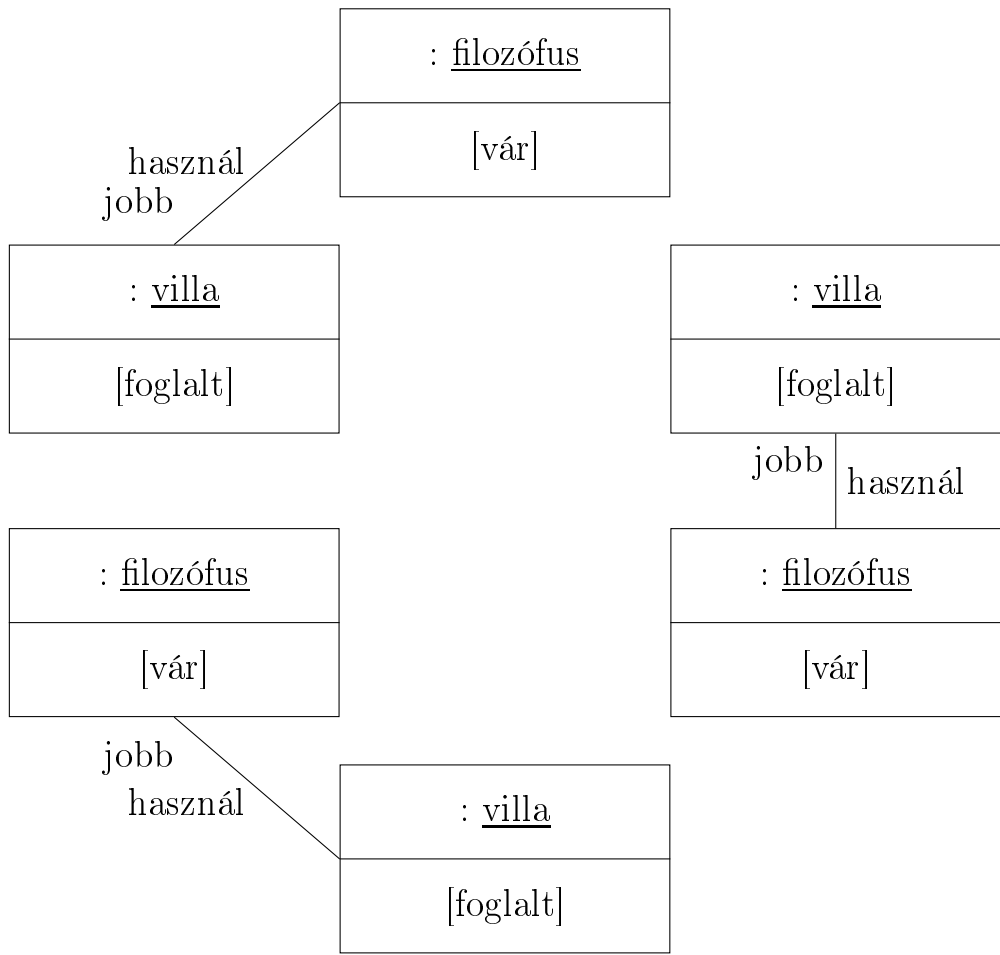 : filozófus
[vár]
használ
jobb
: villa
[foglalt]
: villa
[foglalt]
jobb
használ
: filozófus
[vár]
: filozófus
[vár]
jobb
használ
: villa
[foglalt]